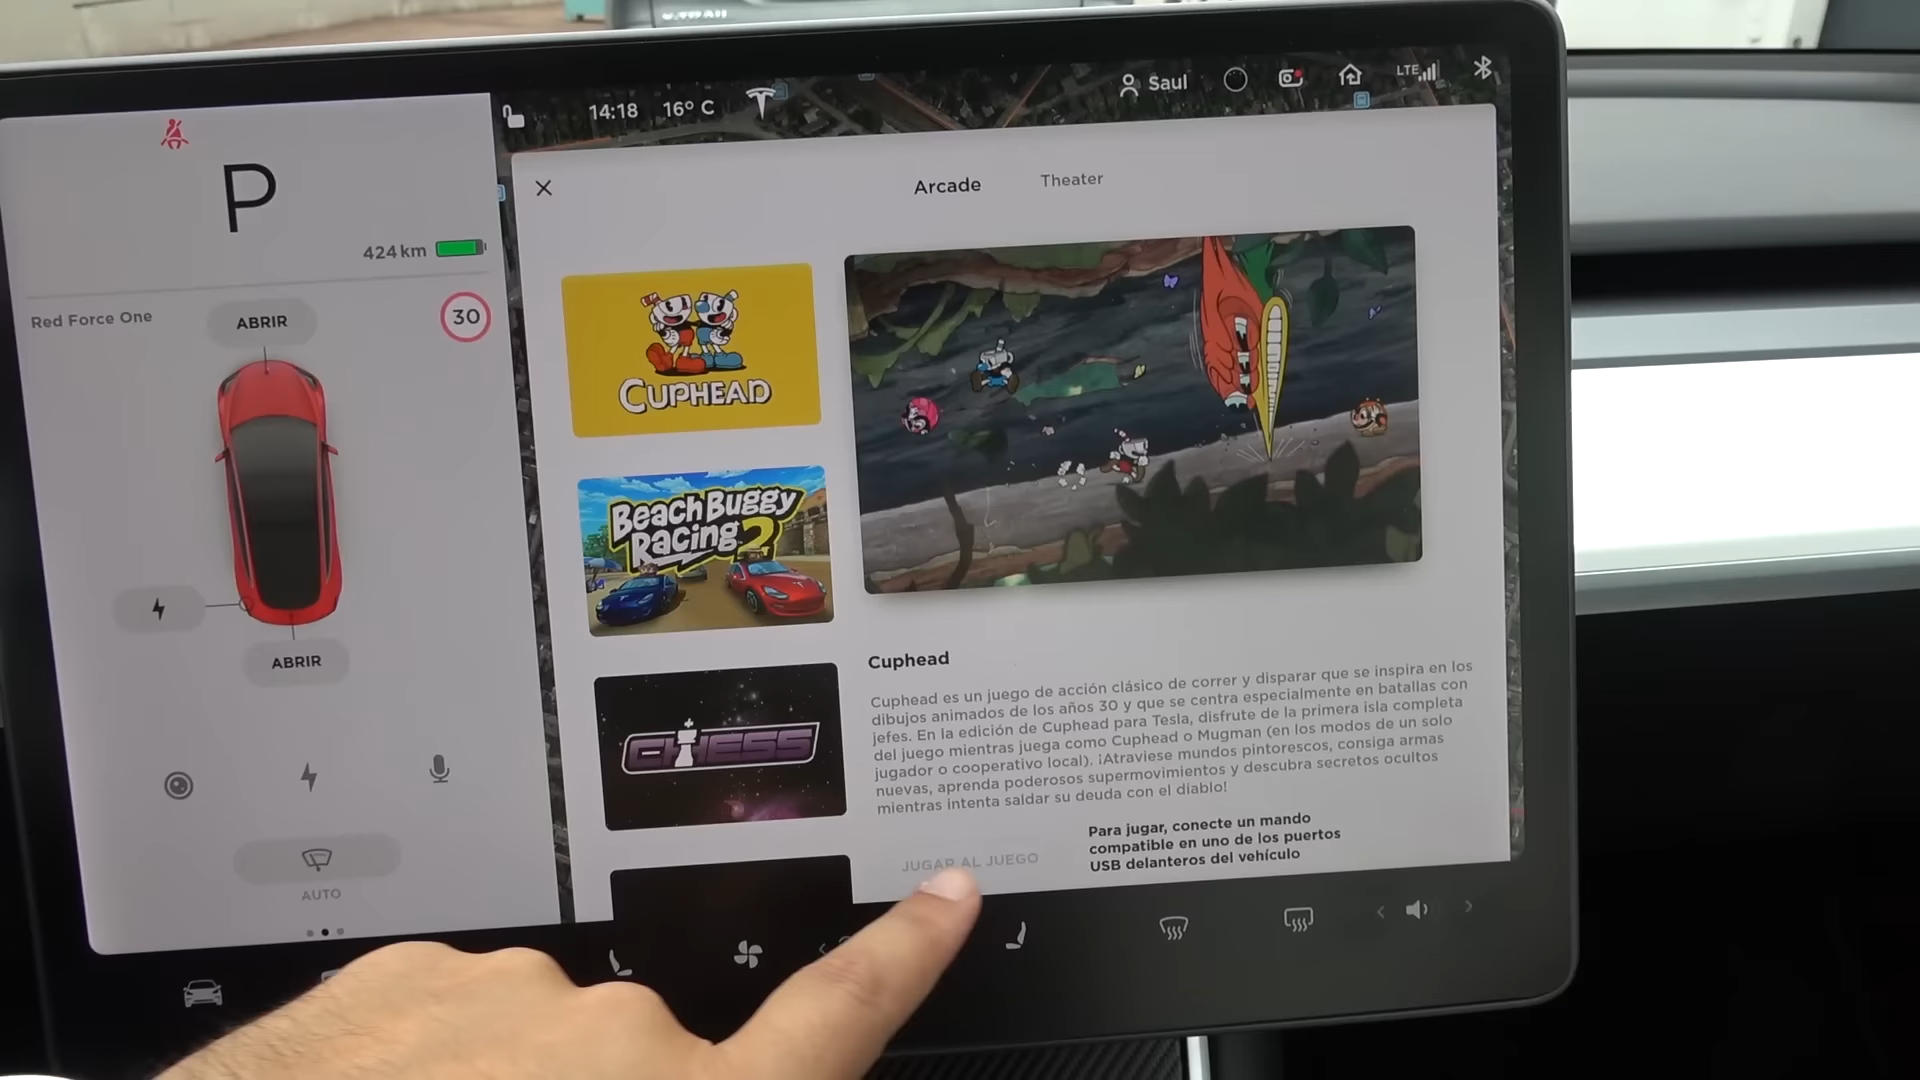 14:18
16° C
Saul
LTE
P
424 km
Red Force One
ABRIR
30
ABRIR
AUTO
Arcade
Theater
CUPHEAD
Beach Buggy
Racing 2
CHESS
Cuphead
Cuphead es un juego de acción clásico de correr y disparar que se inspira en los
dibujos animados de los años 30 y que se centra especialmente en batallas con
jefes. En la edición de Cuphead para Tesla, disfrute de la primera isla completa
del juego mientras juega como Cuphead o Mugman (en los modos de un solo
jugador o cooperativo local). ¡Atraviese mundos pintorescos, consiga armas
nuevas, aprenda poderosos supermovimientos y descubra secretos ocultos
mientras intenta saldar su deuda con el diablo!
JUGAR AL JUEGO
Para jugar, conecte un mando
compatible en uno de los puertos
USB delanteros del vehículo